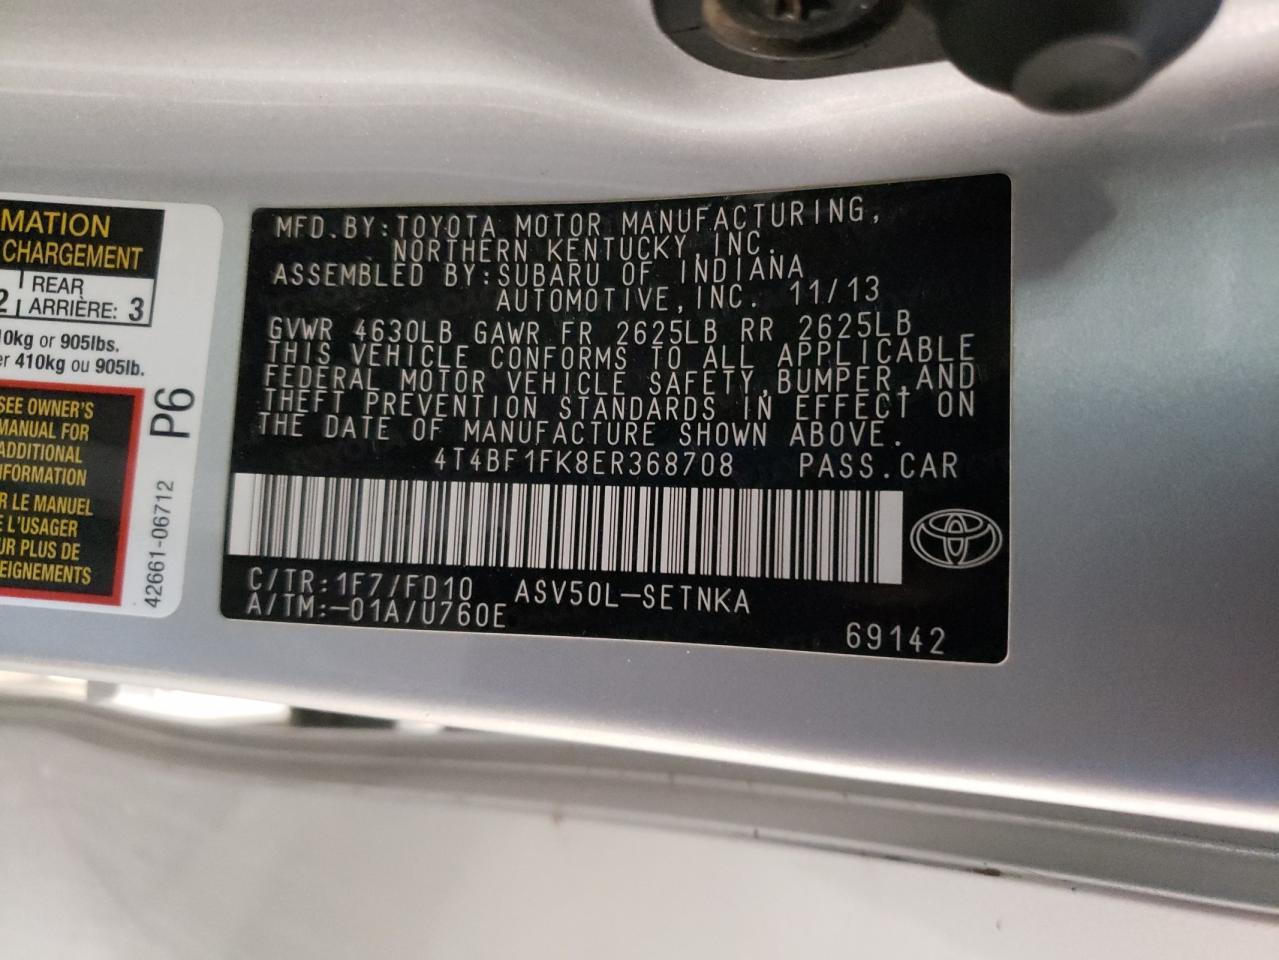 MATION
CHARGEMENT
2 REAR
ARRIÈRE: 3
10kg or 905lbs.
er 410kg ou 905lb.
SEE OWNER'S
MANUAL FOR
ADDITIONAL
INFORMATION
R LE MANUEL
E L'USAGER
UR PLUS DE
EIGNEMENTS
P6
42661-06712
MFD.BY:TOYOTA MOTOR MANUFACTURING,
NORTHERN KENTUCKY,INC.
ASSEMBLED BY:SUBARU OF INDIANA
AUTOMOTIVE,INC. 11/13
GVWR 4630LB GAWR FR 2625LB RR 2625LB
THIS VEHICLE CONFORMS TO ALL APPLICABLE
FEDERAL MOTOR VEHICLE SAFETY,BUMPER,AND
THEFT PREVENTION STANDARDS IN EFFECT ON
THE DATE OF MANUFACTURE SHOWN ABOVE.
4T4BF1FK8ER368708 PASS.CAR
C/TR:1F7/FD10 ASV50L-SETNKA
A/TM:-01A/U760E
69142